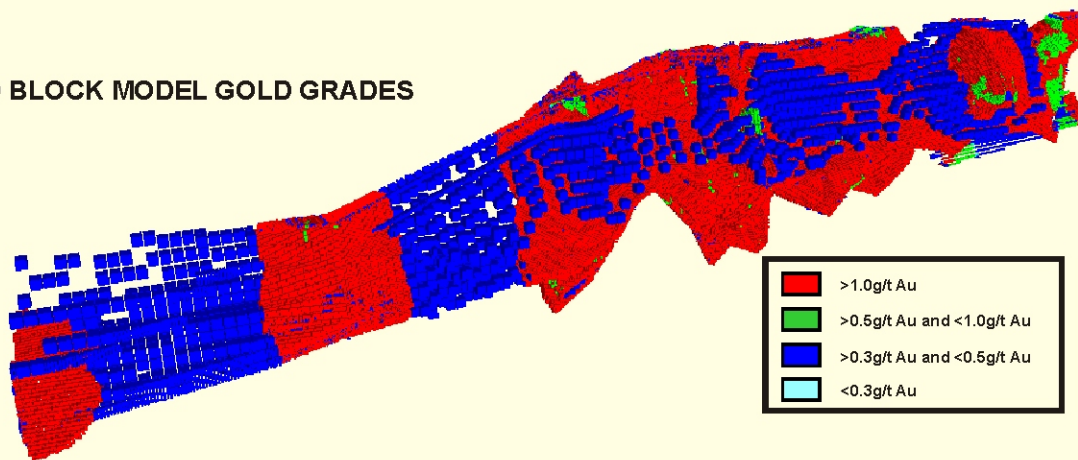 BLOCK MODEL GOLD GRADES
>1.0g/t Au
>0.5g/t Au and <1.0g/t Au
>0.3g/t Au and <0.5g/t Au
<0.3g/t Au